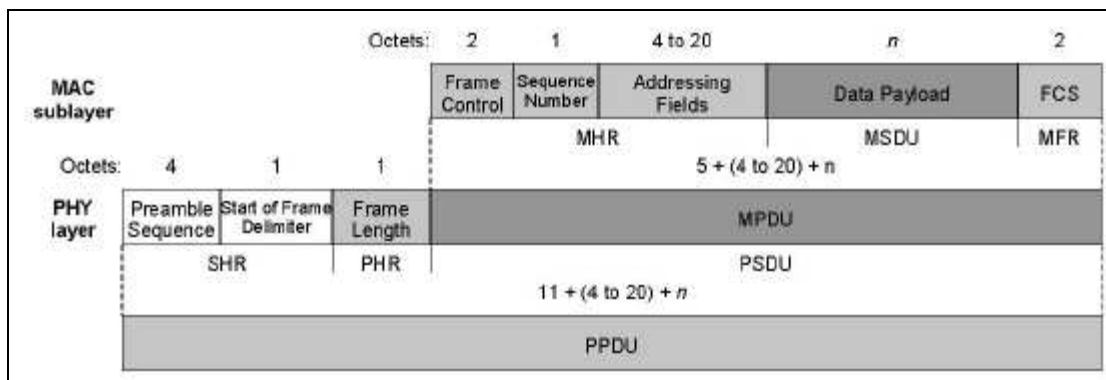 Octets: 2 1 4 to 20 n 2
MAC sublayer
Frame Control
Sequence Number
Addressing Fields
Data Payload
FCS
MHR MSDU MFR
Octets: 4 1 1 5 + (4 to 20) + n
PHY layer
Preamble Sequence
Start of Frame Delimiter
Frame Length
MPDU
SHR PHR PSDU
11 + (4 to 20) + n
PPDU